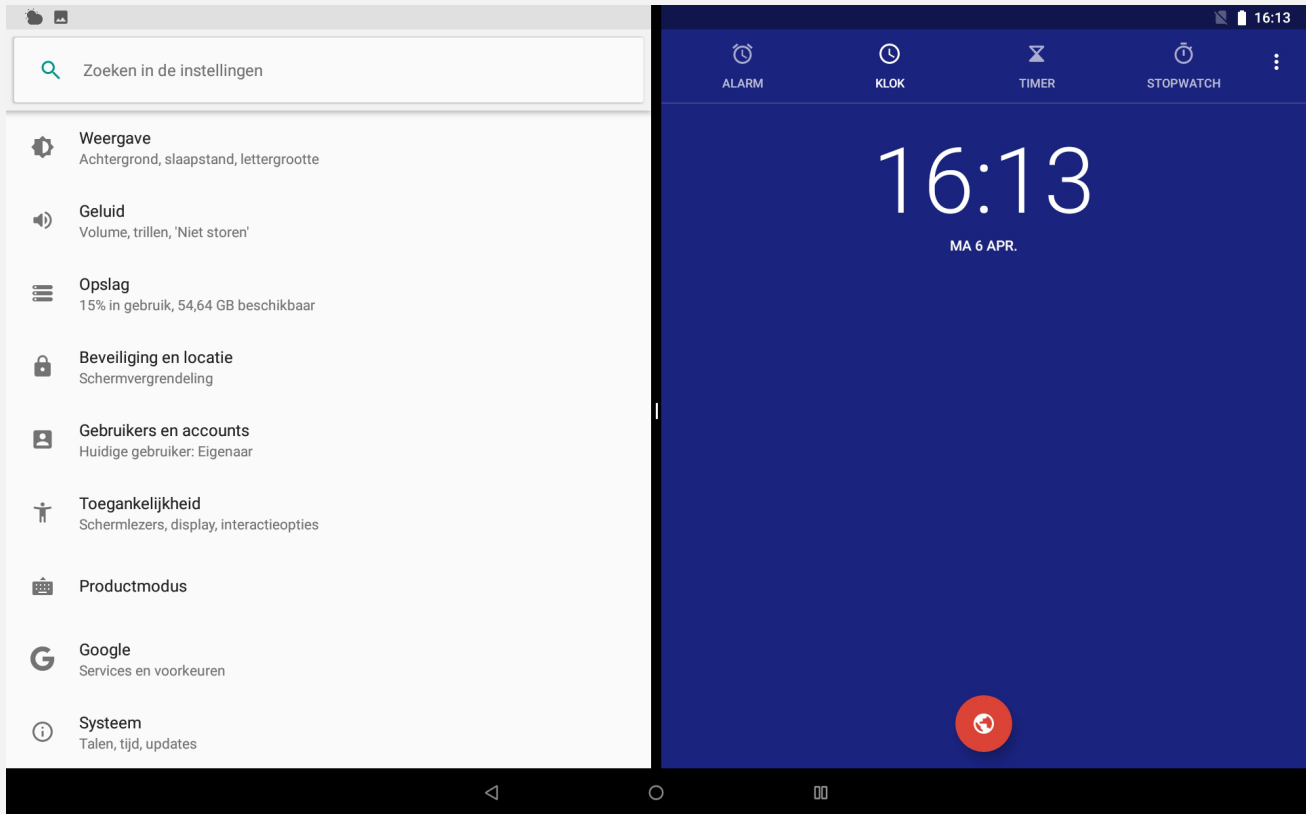 16:13
Zoeken in de instellingen
Weergave
Achtergrond, slaapstand, lettergrootte
Geluid
Volume, trillen, 'Niet storen'
Opslag
15% in gebruik, 54,64 GB beschikbaar
Beveiliging en locatie
Schermvergrendeling
Gebruikers en accounts
Huidige gebruiker: Eigenaar
Toegankelijkheid
Schermlezers, display, interactieopties
Productmodus
Google
Services en voorkeuren
Systeem
Talen, tijd, updates
ALARM
KLOK
TIMER
STOPWATCH
16:13
MA 6 APR.